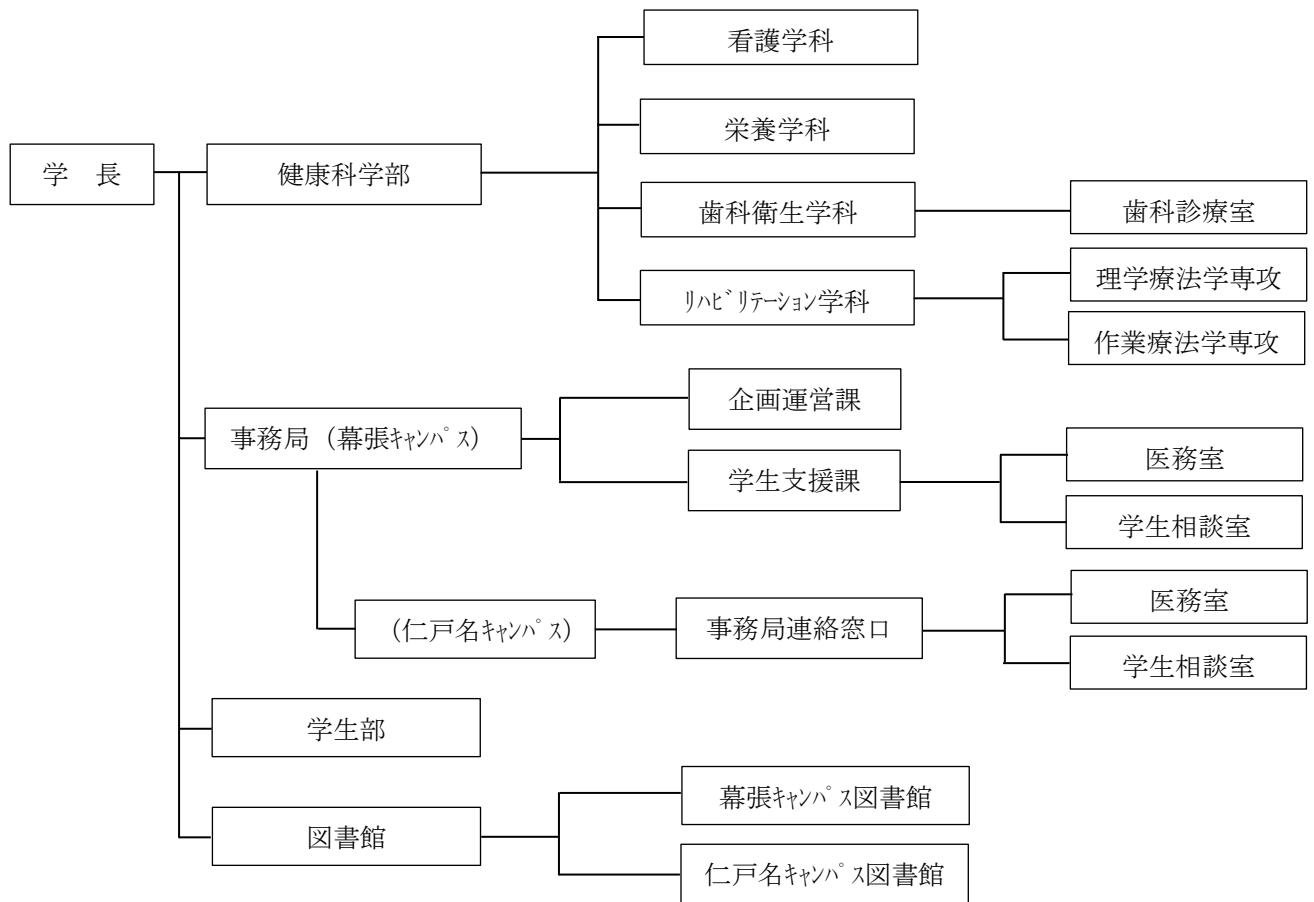 看護学科
栄養学科
学　長
健康科学部
歯科衛生学科
歯科診療室
ﾘﾊﾋﾞﾘﾃｰｼｮﾝ学科
理学療法学専攻
作業療法学専攻
事務局（幕張ｷｬﾝﾊﾟｽ）
企画運営課
学生支援課
医務室
学生相談室
（仁戸名ｷｬﾝﾊﾟｽ）
事務局連絡窓口
医務室
学生相談室
学生部
図書館
幕張ｷｬﾝﾊﾟｽ図書館
仁戸名ｷｬﾝﾊﾟｽ図書館